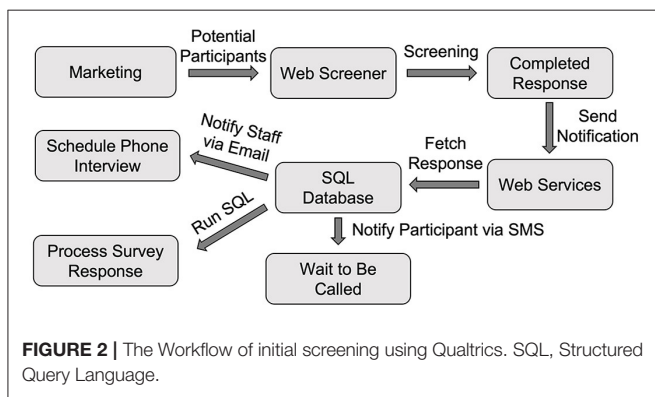 Marketing
Potential
Participants
Web Screener
Screening
Completed
Response
Send
Notification
Web Services
Fetch
Response
SQL
Database
Notify Staff
via Email
Schedule Phone
Interview
Run SQL
Process Survey
Response
Notify Participant via SMS
Wait to Be
Called
FIGURE 2 | The Workflow of initial screening using Qualtrics. SQL, Structured
Query Language.